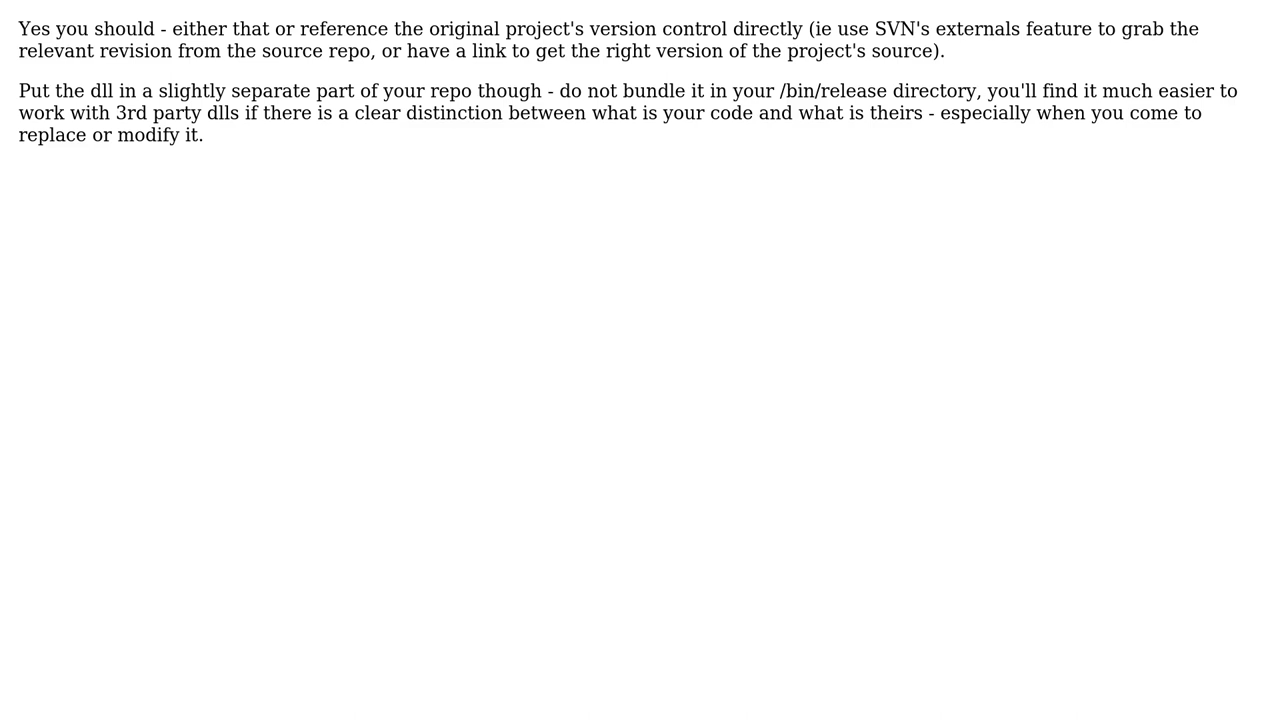 Yes you should - either that or reference the original project's version control directly (ie use SVN's externals feature to grab the
relevant revision from the source repo, or have a link to get the right version of the project's source).
Put the dll in a slightly separate part of your repo though - do not bundle it in your /bin/release directory, you'll find it much easier to
work with 3rd party dlls if there is a clear distinction between what is your code and what is theirs - especially when you come to
replace or modify it.